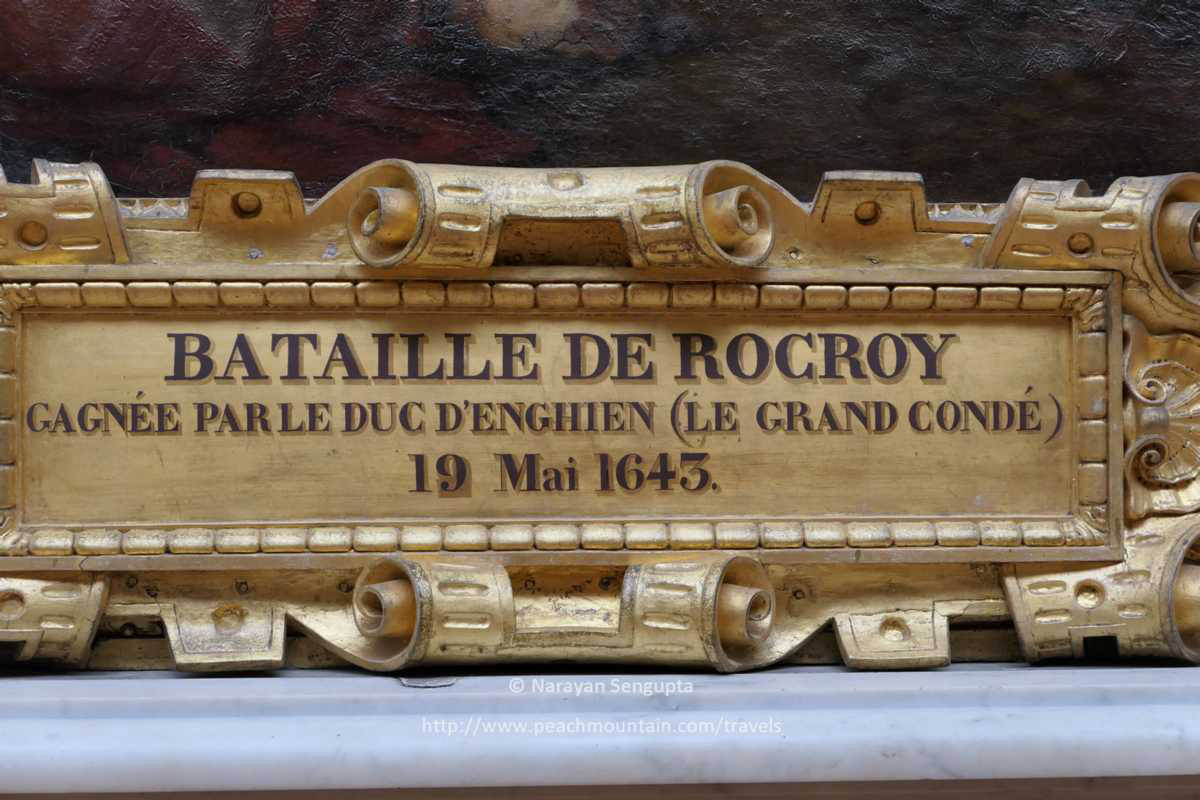 BATAILLE DE ROCROY
GAGNÉE PAR LE DUC D'ENGHIEN (LE GRAND CONDÉ)
19 Mai 1643.
© Narayan Sengupta
http://www.peachmountain.com/travels